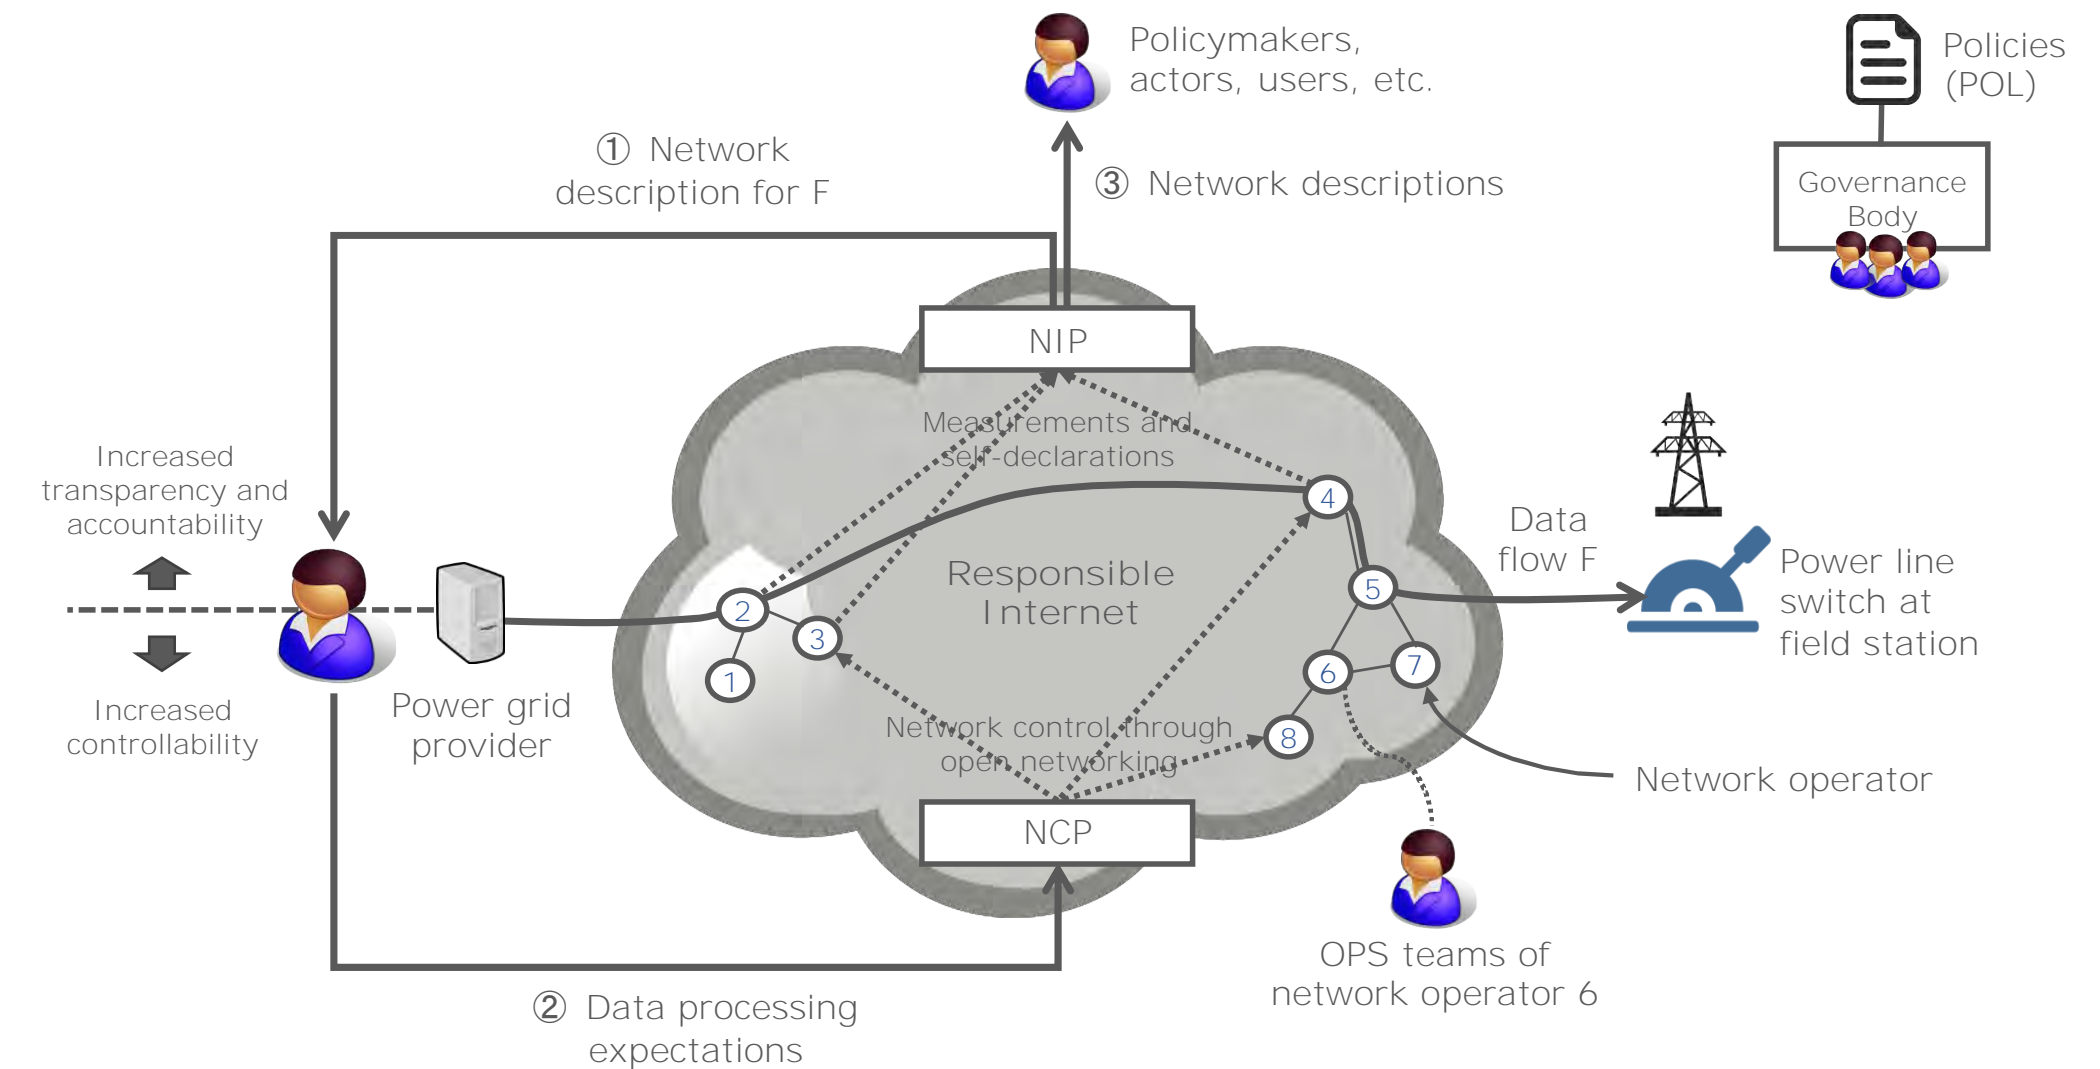 Policymakers,
actors, users, etc.
Policies
(POL)
Governance
Body
① Network
description for F
③ Network descriptions
NIP
Measurements and
self-declarations
Increased
transparency and
accountability
Increased
controllability
Power grid
provider
Responsible
Internet
1
2
3
4
5
6
7
8
Data
flow F
Power line
switch at
field station
Network control through
open networking
NCP
Network operator
OPS teams of
network operator 6
② Data processing
expectations